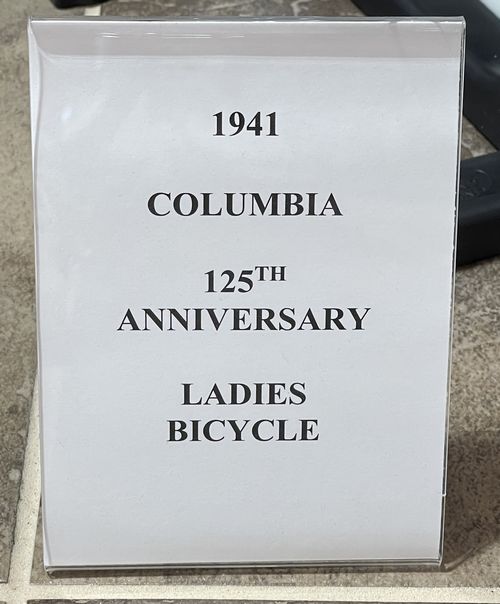 1941
COLUMBIA
125TH
ANNIVERSARY
LADIES
BICYCLE